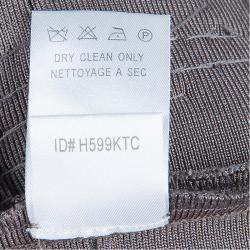 DRY CLEAN ONLY
NETTOYAGE A SEC
ID# H599KTC